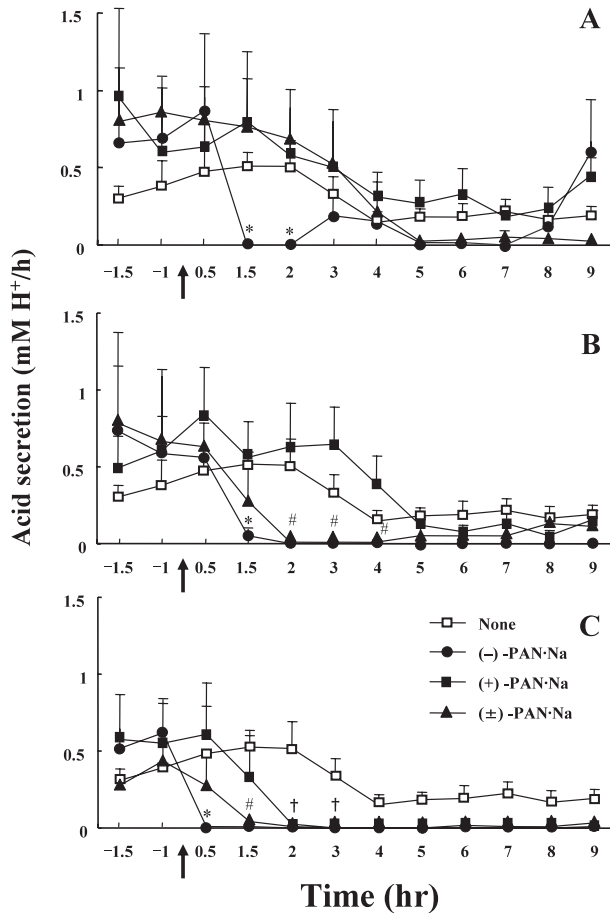 A
Acid secretion (mM H⁺/h)
1.5
1
0.5
0
* *
−1.5 −1 0.5 1.5 2 3 4 5 6 7 8 9
B
1.5
1
0.5
0
* # # #
−1.5 −1 0.5 1.5 2 3 4 5 6 7 8 9
C
1.5
1
0.5
0
None
(−) -PAN·Na
(+) -PAN·Na
(±) -PAN·Na
* # † †
−1.5 −1 0.5 1.5 2 3 4 5 6 7 8 9
Time (hr)